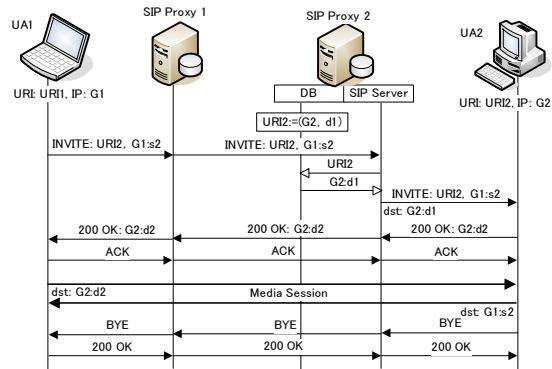 UA1
SIP Proxy 1
SIP Proxy 2
UA2
URI: URI1, IP: G1
URI: URI2, IP: G2
DB
SIP Server
URI2:=(G2, d1)
INVITE: URI2, G1:s2
INVITE: URI2, G1:s2
URI2
G2:d1
INVITE: URI2, G1:s2
dst: G2:d1
200 OK: G2:d2
200 OK: G2:d2
200 OK: G2:d2
ACK
ACK
ACK
dst: G2:d2
Media Session
dst: G1:s2
BYE
BYE
BYE
200 OK
200 OK
200 OK